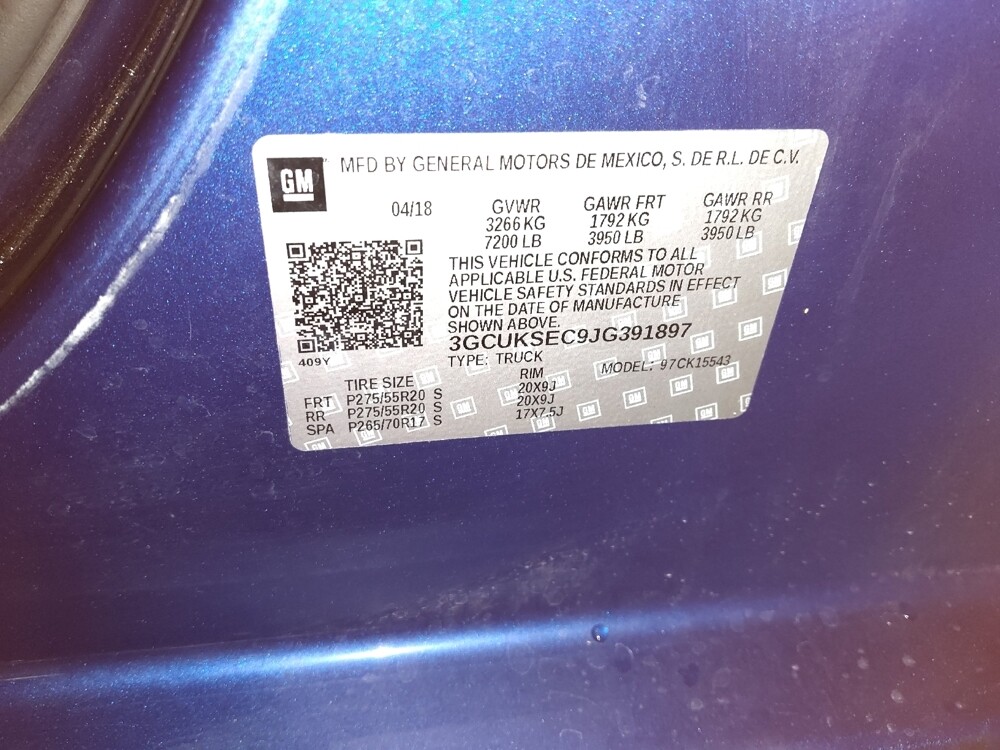 GM
MFD BY GENERAL MOTORS DE MEXICO, S. DE R.L. DE C.V.
04/18 GVWR GAWR FRT GAWR RR
3266 KG 1792 KG 1792 KG
7200 LB 3950 LB 3950 LB
THIS VEHICLE CONFORMS TO ALL
APPLICABLE U.S. FEDERAL MOTOR
VEHICLE SAFETY STANDARDS IN EFFECT
ON THE DATE OF MANUFACTURE
SHOWN ABOVE.
3GCUKSEC9JG391897
409Y TYPE: TRUCK MODEL: 97CK15543
TIRE SIZE RIM
FRT P275/55R20 S 20X9J
RR P275/55R20 S 20X9J
SPA P265/70R17 S 17X7.5J